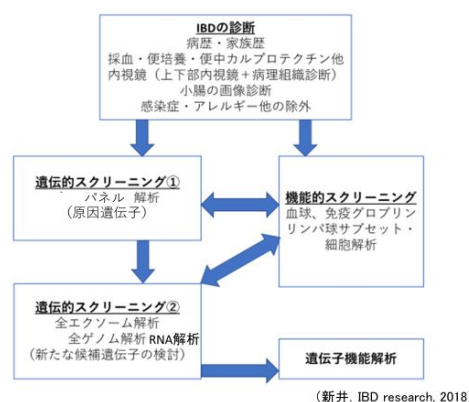 IBDの診断
病歴・家族歴
採血・便培養・便中カルプロテクチン他
内視鏡（上下部内視鏡＋病理組織診断）
小腸の画像診断
感染症・アレルギー他の除外
遺伝的スクリーニング①
パネル 解析
(原因遺伝子)
機能的スクリーニング
血球、免疫グロブリン
リンパ球サブセット・
細胞解析
遺伝的スクリーニング②
全エクソーム解析
全ゲノム解析 RNA解析
（新たな候補遺伝子の検討）
遺伝子機能解析
(新井. IBD research. 2018